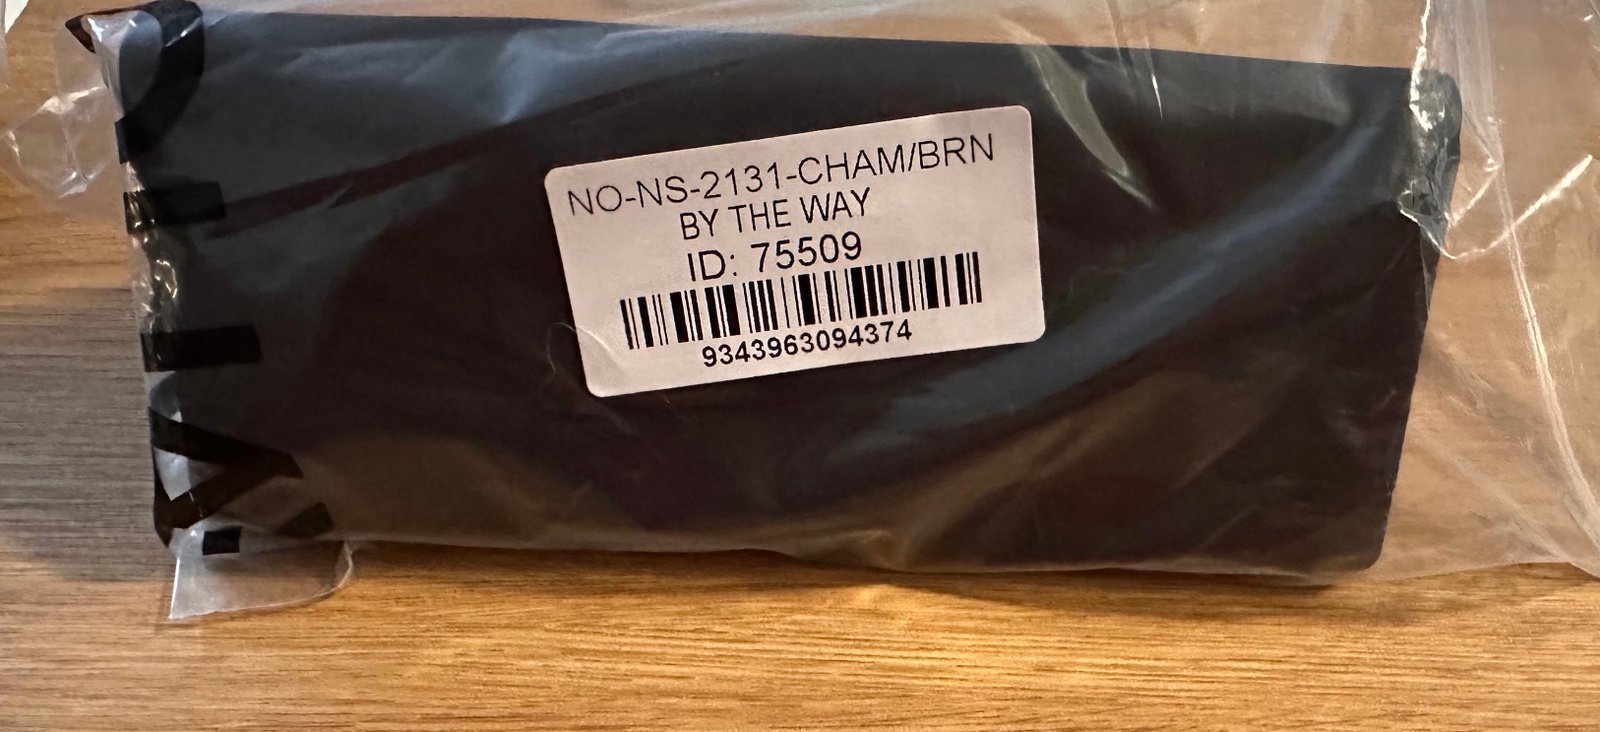 NO-NS-2131-CHAM/BRN
BY THE WAY
ID: 75509
9343963094374